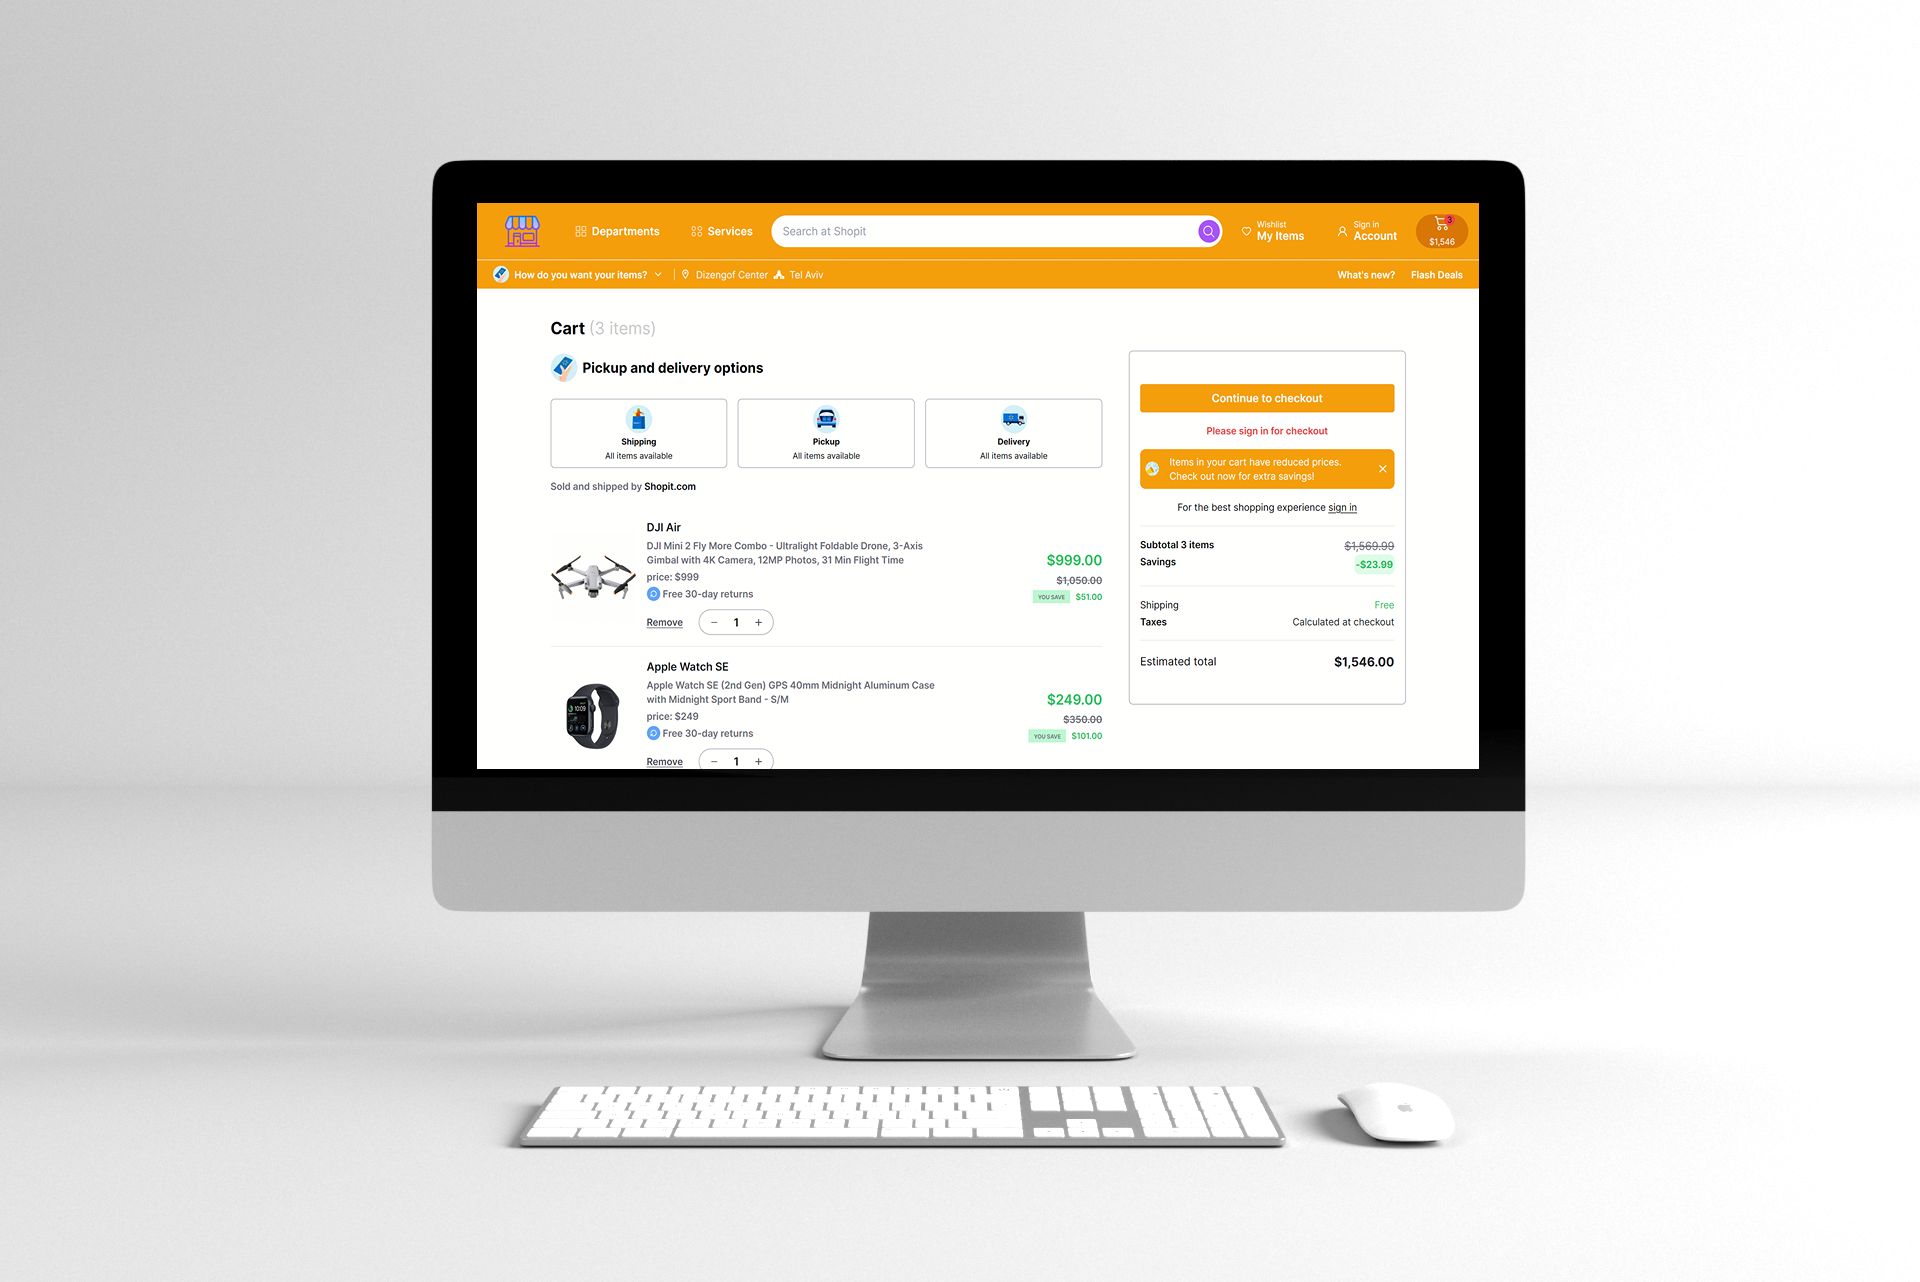 Departments
Services
Search at Shopit
Wishlist
My Items
Sign in
Account
3
$1,546
How do you want your items?
Dizengof Center
Tel Aviv
What's new?
Flash Deals
Cart (3 items)
Pickup and delivery options
Shipping
All items available
Pickup
All items available
Delivery
All items available
Sold and shipped by Shopit.com
DJI Air
DJI Mini 2 Fly More Combo - Ultralight Foldable Drone, 3-Axis
Gimbal with 4K Camera, 12MP Photos, 31 Min Flight Time
price: $999
Free 30-day returns
Remove
− 1 +
$999.00
$1,050.00
YOU SAVE $51.00
Apple Watch SE
Apple Watch SE (2nd Gen) GPS 40mm Midnight Aluminum Case
with Midnight Sport Band - S/M
price: $249
Free 30-day returns
Remove
− 1 +
10:09
$249.00
$350.00
YOU SAVE $101.00
Continue to checkout
Please sign in for checkout
Items in your cart have reduced prices.
Check out now for extra savings!
For the best shopping experience sign in
Subtotal 3 items $1,569.99
Savings -$23.99
Shipping Free
Taxes Calculated at checkout
Estimated total $1,546.00